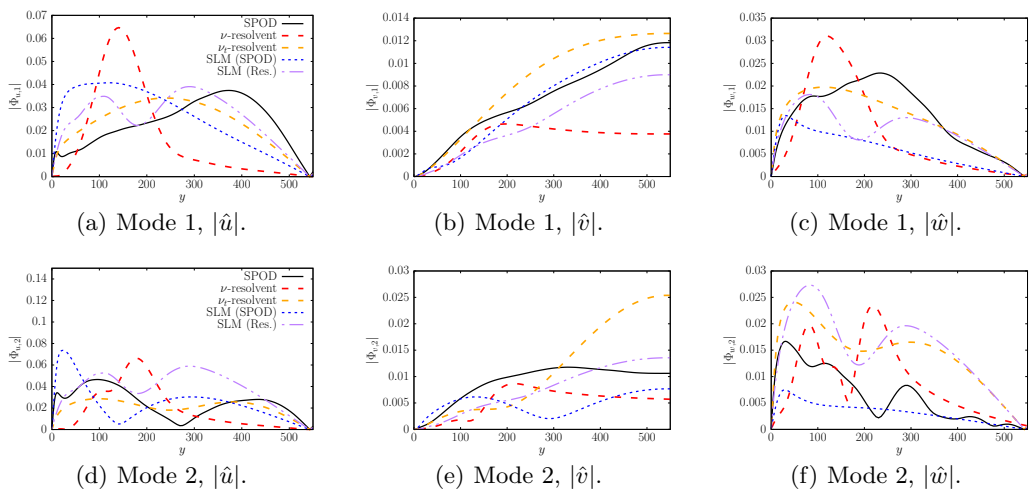 0.07
0.06
0.05
0.04
0.03
0.02
0.01
0
|Φu,1|
SPOD
ν-resolvent
νt-resolvent
SLM (SPOD)
SLM (Res.)
100 200 300 400 500
y
(a) Mode 1, |û|.
0.014
0.012
0.01
0.008
0.006
0.004
0.002
0.000
|Φv,1|
0 100 200 300 400 500
y
(b) Mode 1, |v̂|.
0.04
0.03
0.02
0.01
0
|Φw,1|
0 100 200 300 400 500
y
(c) Mode 1, |ŵ|.
0.14
0.12
0.1
0.08
0.06
0.04
0.02
0
|Φu,2|
SPOD
ν-resolvent
νt-resolvent
SLM (SPOD)
SLM (Res.)
0 100 200 300 400 500
y
(d) Mode 2, |û|.
0.03
0.025
0.02
0.015
0.01
0.005
0
|Φv,2|
0 100 200 300 400 500
y
(e) Mode 2, |v̂|.
0.03
0.025
0.02
0.015
0.01
0.005
0
|Φw,2|
0 100 200 300 400 500
y
(f) Mode 2, |ŵ|.